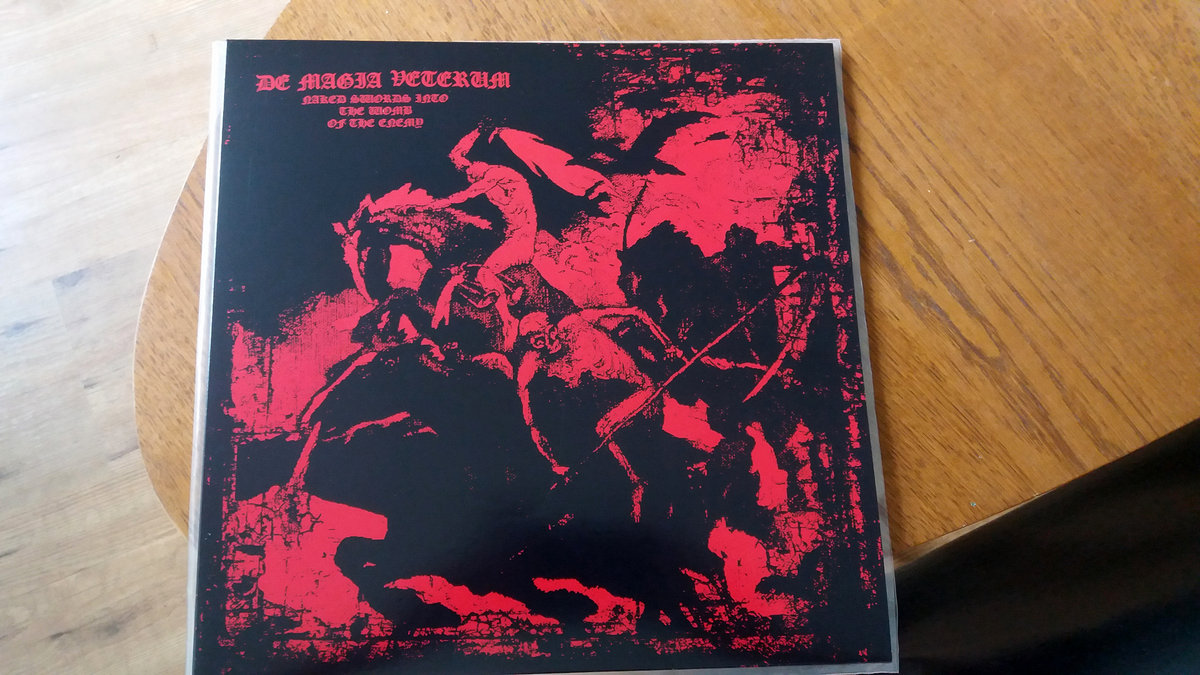 DE MAGIA VETERUM
NAKED SWORDS INTO
THE WOMB
OF THE ENEMY